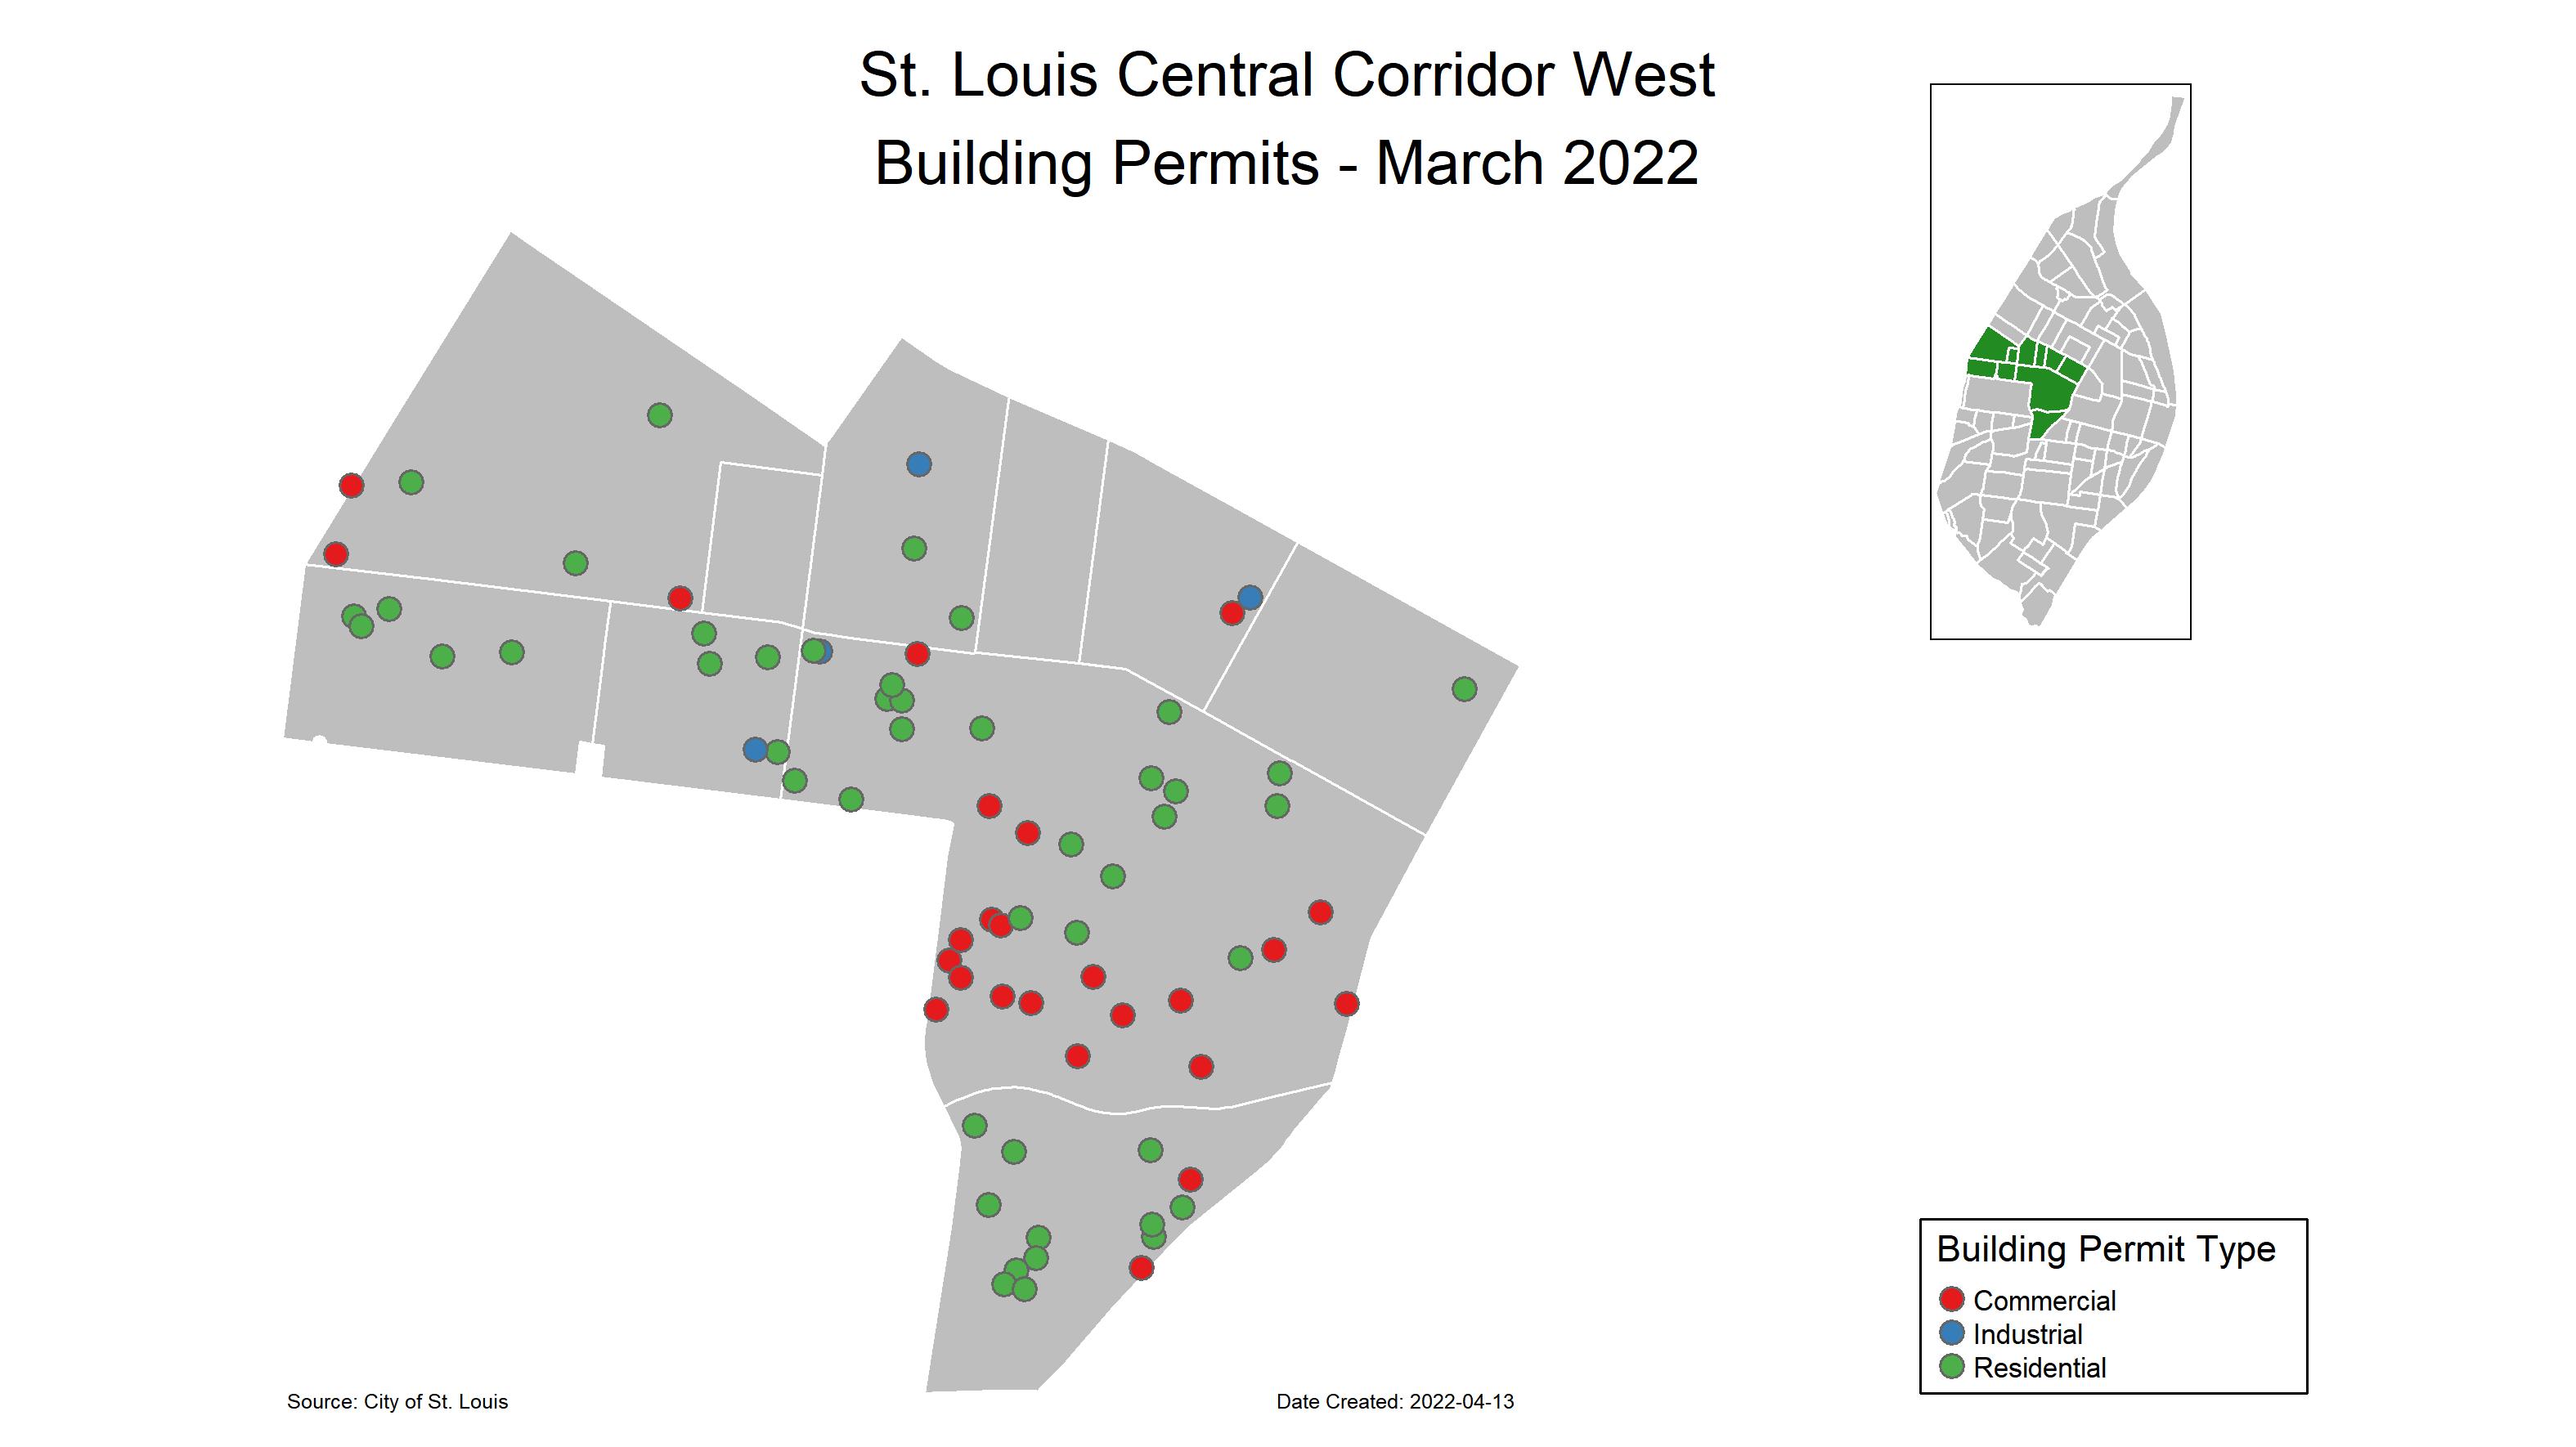 St. Louis Central Corridor West
Building Permits - March 2022
Building Permit Type
Commercial
Industrial
Residential
Source: City of St. Louis
Date Created: 2022-04-13